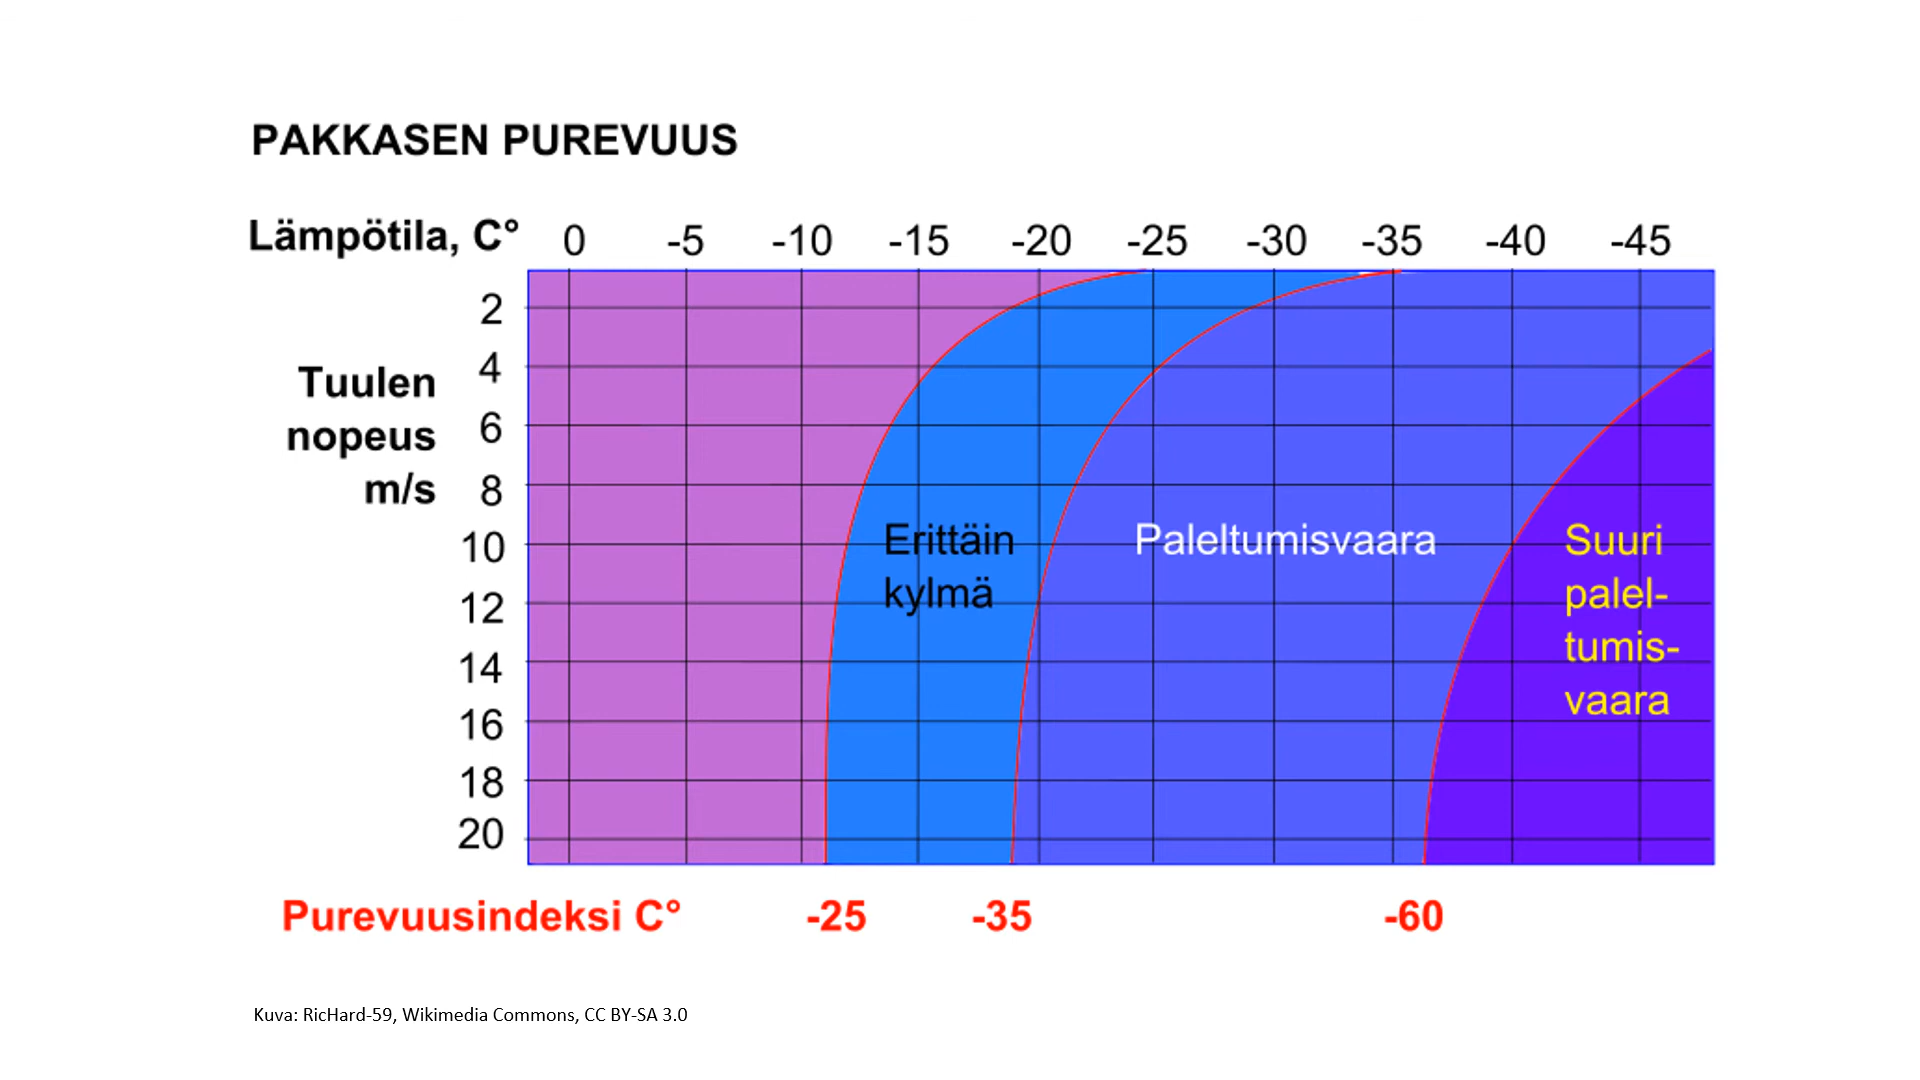 PAKKASEN PUREVUUS
Lämpötila, C° 0 -5 -10 -15 -20 -25 -30 -35 -40 -45
Tuulen
nopeus
m/s
2
4
6
8
10
12
14
16
18
20
Erittäin
kylmä
Paleltumisvaara
Suuri
palel-
tumis-
vaara
Purevuusindeksi C° -25 -35 -60
Kuva: RicHard-59, Wikimedia Commons, CC BY-SA 3.0